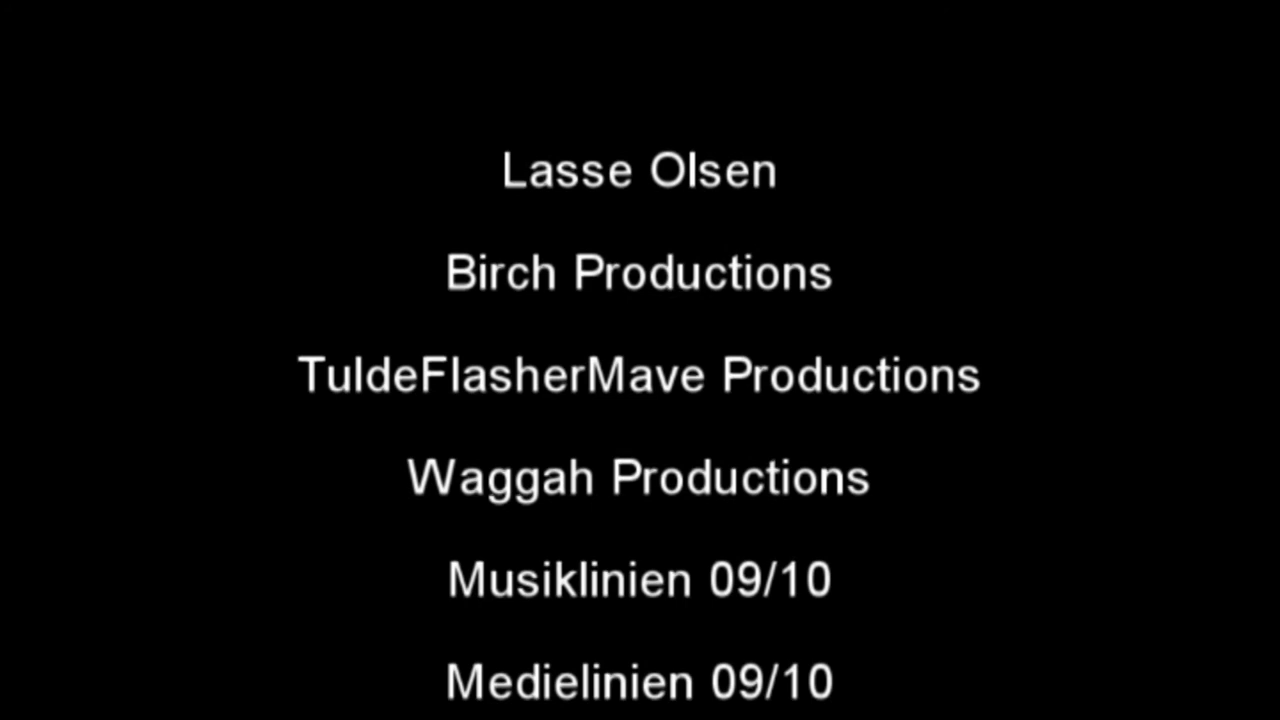 Lasse Olsen
Birch Productions
TuldeFlasherMave Productions
Waggah Productions
Musiklinien 09/10
Medielinien 09/10